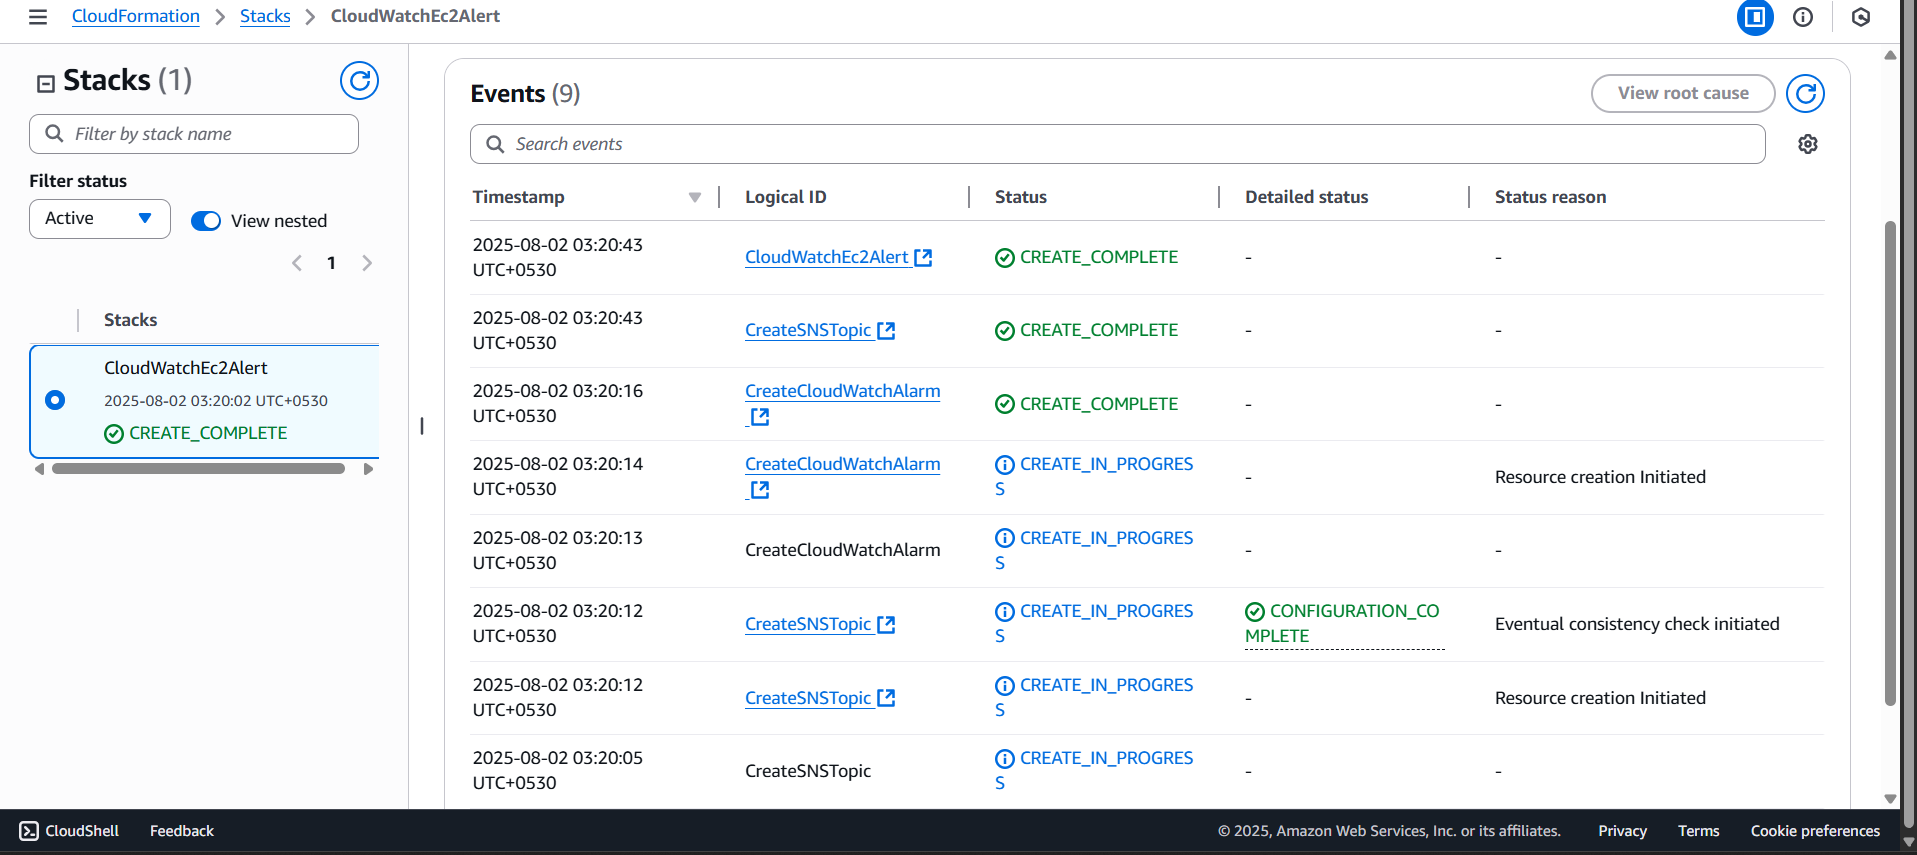 CloudFormation > Stacks > CloudWatchEc2Alert
Stacks (1)
Filter by stack name
Filter status
Active
View nested
1
Stacks
CloudWatchEc2Alert
2025-08-02 03:20:02 UTC+0530
CREATE_COMPLETE
Events (9)
View root cause
Search events
Timestamp Logical ID Status Detailed status Status reason
2025-08-02 03:20:43
UTC+0530
CloudWatchEc2Alert
CREATE_COMPLETE
-
-
2025-08-02 03:20:43
UTC+0530
CreateSNSTopic
CREATE_COMPLETE
-
-
2025-08-02 03:20:16
UTC+0530
CreateCloudWatchAlarm
CREATE_COMPLETE
-
-
2025-08-02 03:20:14
UTC+0530
CreateCloudWatchAlarm
CREATE_IN_PROGRES
S
-
Resource creation Initiated
2025-08-02 03:20:13
UTC+0530
CreateCloudWatchAlarm
CREATE_IN_PROGRES
S
-
-
2025-08-02 03:20:12
UTC+0530
CreateSNSTopic
CREATE_IN_PROGRES
S
CONFIGURATION_CO
MPLETE
Eventual consistency check initiated
2025-08-02 03:20:12
UTC+0530
CreateSNSTopic
CREATE_IN_PROGRES
S
-
Resource creation Initiated
2025-08-02 03:20:05
UTC+0530
CreateSNSTopic
CREATE_IN_PROGRES
S
-
-
CloudShell Feedback © 2025, Amazon Web Services, Inc. or its affiliates. Privacy Terms Cookie preferences